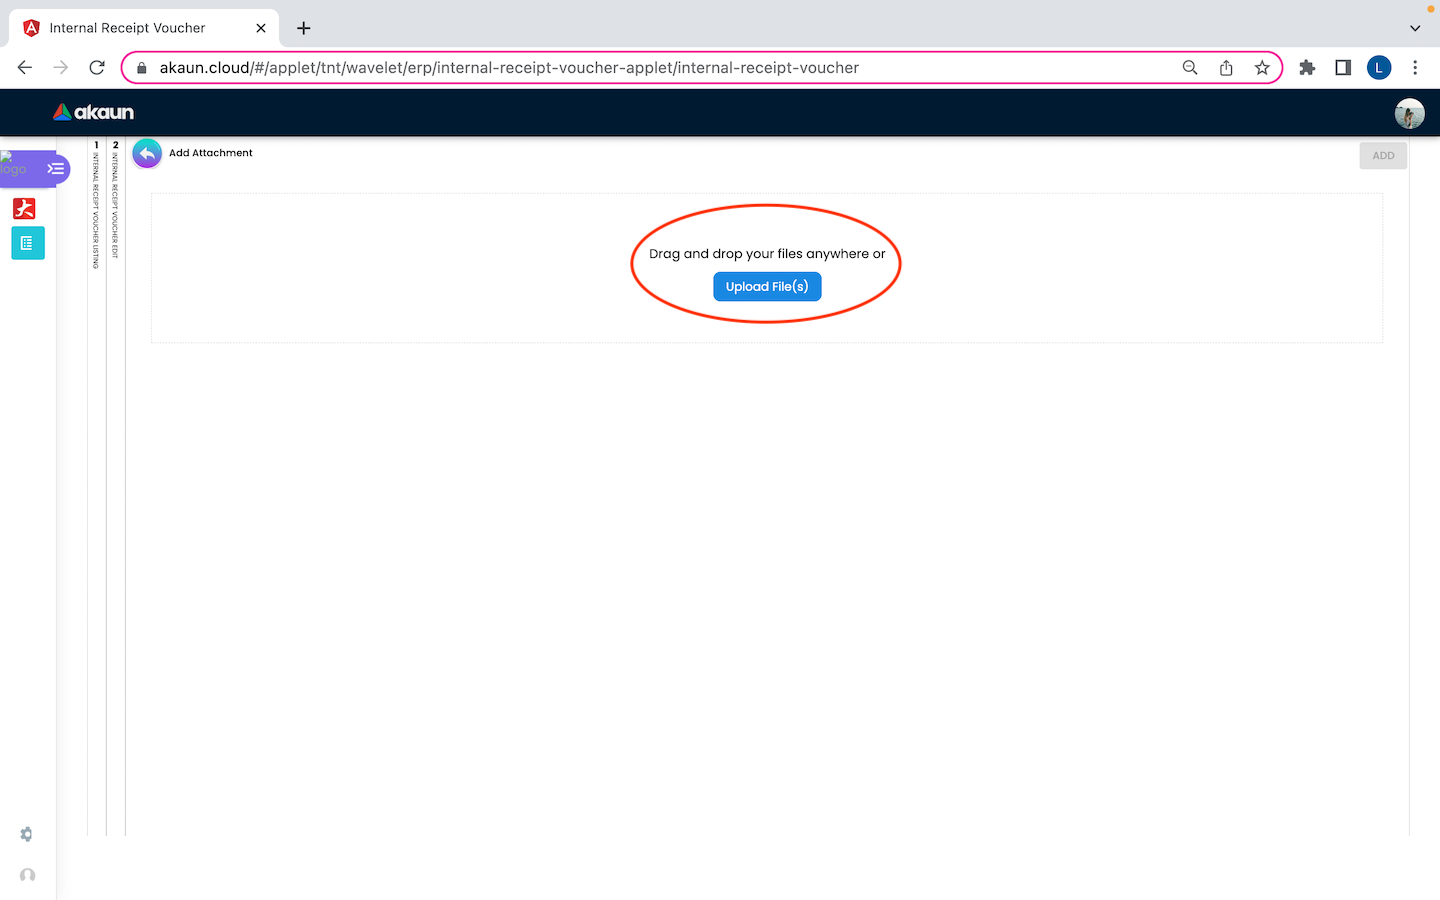 Internal Receipt Voucher
akaun.cloud/#/applet/tnt/wavelet/erp/internal-receipt-voucher-applet/internal-receipt-voucher
L
akaun
logo
1
INTERNAL RECEIPT VOUCHER LISTING
2
INTERNAL RECEIPT VOUCHER EDIT
Add Attachment
ADD
Drag and drop your files anywhere or
Upload File(s)